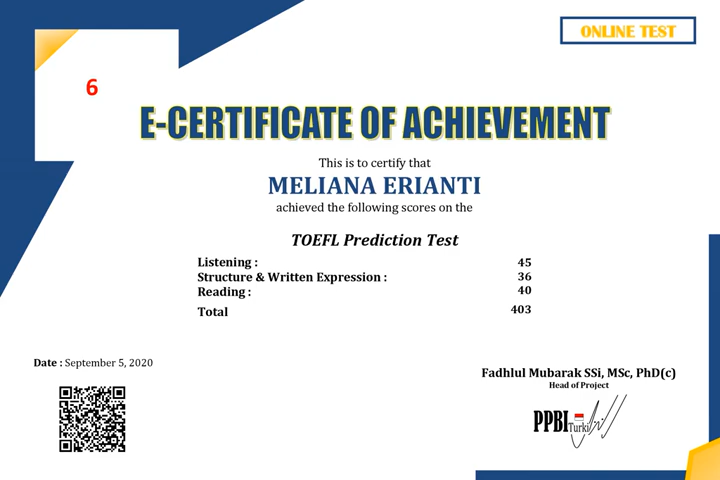 ONLINE TEST
6
E-CERTIFICATE OF ACHIEVEMENT
This is to certify that
MELIANA ERIANTI
achieved the following scores on the
TOEFL Prediction Test
Listening : 45
Structure & Written Expression : 36
Reading : 40
Total 403
Date : September 5, 2020
Fadhlul Mubarak SSi, MSc, PhD(c)
Head of Project
PPBI Turki